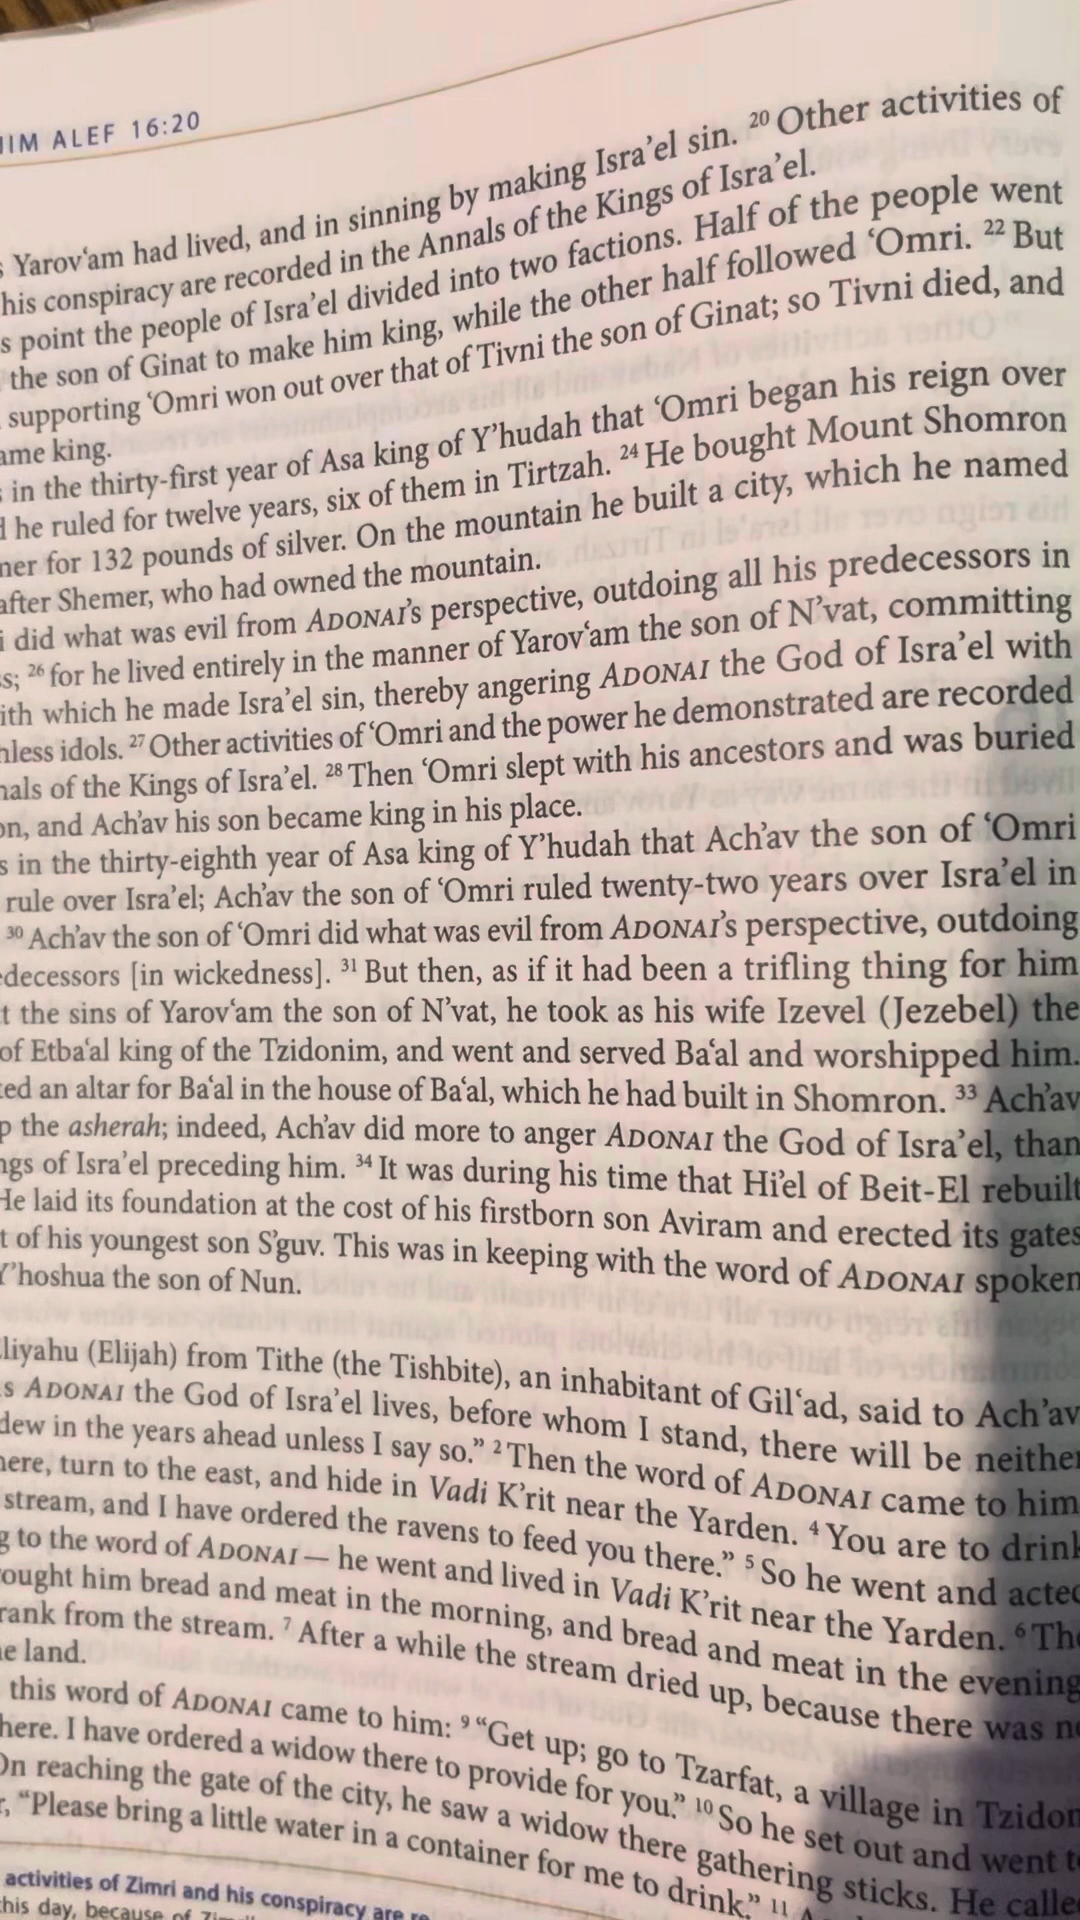 IM ALEF 16:20
Yarov‘am had lived, and in sinning by making Isra’el sin. 20 Other activities of
his conspiracy are recorded in the Annals of the Kings of Isra’el.
s point the people of Isra’el divided into two factions. Half of the people went
the son of Ginat to make him king, while the other half followed ‘Omri. 22 But
supporting ‘Omri won out over that of Tivni the son of Ginat; so Tivni died, and
ame king.
in the thirty-first year of Asa king of Y’hudah that ‘Omri began his reign over
he ruled for twelve years, six of them in Tirtzah. 24 He bought Mount Shomron
ner for 132 pounds of silver. On the mountain he built a city, which he named
after Shemer, who had owned the mountain.
i did what was evil from ADONAI’s perspective, outdoing all his predecessors in
s; 26 for he lived entirely in the manner of Yarov‘am the son of N’vat, committing
ith which he made Isra’el sin, thereby angering ADONAI the God of Isra’el with
hless idols. 27 Other activities of ‘Omri and the power he demonstrated are recorded
nals of the Kings of Isra’el. 28 Then ‘Omri slept with his ancestors and was buried
on, and Ach’av his son became king in his place.
s in the thirty-eighth year of Asa king of Y’hudah that Ach’av the son of ‘Omri
rule over Isra’el; Ach’av the son of ‘Omri ruled twenty-two years over Isra’el in
30 Ach’av the son of ‘Omri did what was evil from ADONAI’s perspective, outdoing
decessors [in wickedness]. 31 But then, as if it had been a trifling thing for him
t the sins of Yarov‘am the son of N’vat, he took as his wife Izevel (Jezebel) the
of Etba‘al king of the Tzidonim, and went and served Ba‘al and worshipped him.
ted an altar for Ba‘al in the house of Ba‘al, which he had built in Shomron. 33 Ach’av
p the asherah; indeed, Ach’av did more to anger ADONAI the God of Isra’el, than
ngs of Isra’el preceding him. 34 It was during his time that Hi’el of Beit-El rebuilt
He laid its foundation at the cost of his firstborn son Aviram and erected its gates
t of his youngest son S’guv. This was in keeping with the word of ADONAI spoken
Y’hoshua the son of Nun.
liyahu (Elijah) from Tithe (the Tishbite), an inhabitant of Gil‘ad, said to Ach’av
s ADONAI the God of Isra’el lives, before whom I stand, there will be neither
dew in the years ahead unless I say so.” 2 Then the word of ADONAI came to him
here, turn to the east, and hide in Vadi K’rit near the Yarden. 4 You are to drink
stream, and I have ordered the ravens to feed you there.” 5 So he went and acted
g to the word of ADONAI — he went and lived in Vadi K’rit near the Yarden. 6 The
ought him bread and meat in the morning, and bread and meat in the evening
rank from the stream. 7 After a while the stream dried up, because there was no
e land.
this word of ADONAI came to him: 9 “Get up; go to Tzarfat, a village in Tzidon
here. I have ordered a widow there to provide for you.” 10 So he set out and went to
On reaching the gate of the city, he saw a widow there gathering sticks. He called
r, “Please bring a little water in a container for me to drink.” 11
activities of Zimri and his conspiracy are re
this day, because of